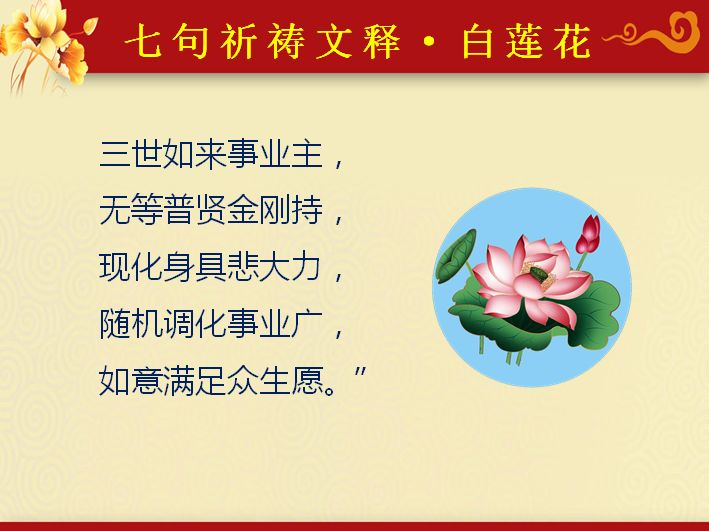 七句祈祷文释·白莲花
三世如来事业主，
无等普贤金刚持，
现化身具悲大力，
随机调化事业广，
如意满足众生愿。”